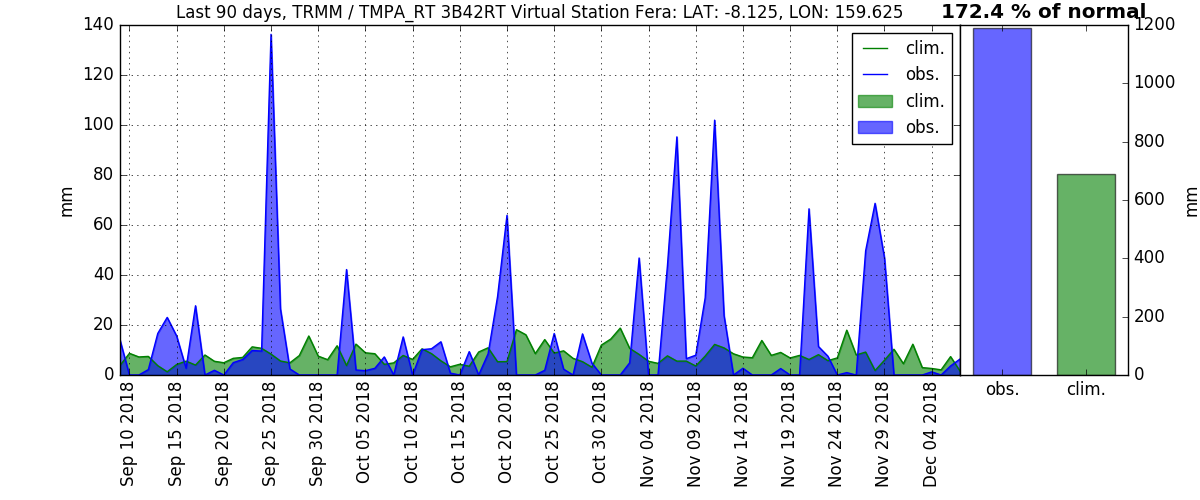 Last 90 days, TRMM / TMPA_RT 3B42RT Virtual Station Fera: LAT: -8.125, LON: 159.625
172.4 % of normal
140
120
100
80
60
40
20
0
mm
clim.
obs.
clim.
obs.
Sep 10 2018
Sep 15 2018
Sep 20 2018
Sep 25 2018
Sep 30 2018
Oct 05 2018
Oct 10 2018
Oct 15 2018
Oct 20 2018
Oct 25 2018
Oct 30 2018
Nov 04 2018
Nov 09 2018
Nov 14 2018
Nov 19 2018
Nov 24 2018
Nov 29 2018
Dec 04 2018
1200
1000
800
600
400
200
0
mm
obs.
clim.